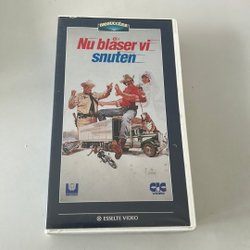 Nu blåser vi
snuten
CIC
ESSELTE VIDEO